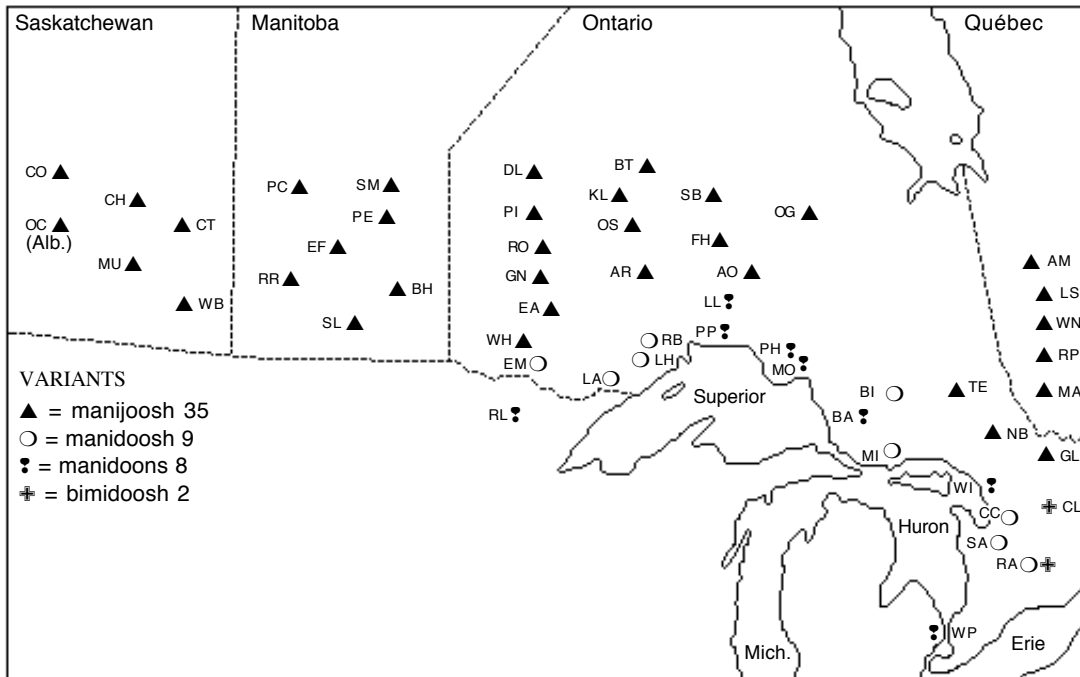 Saskatchewan
Manitoba
Ontario
Québec
CO
CH
OC
(Alb.)
CT
MU
WB
PC
SM
PE
EF
RR
BH
SL
DL
PI
RO
GN
EA
WH
EM
LA
RL
BT
KL
SB
OS
OG
FH
AR
AO
LL
PP
RB
LH
PH
MO
BI
BA
MI
TE
NB
AM
LS
WN
RP
MA
GL
CL
WI
CC
SA
RA
WP
Superior
Huron
Mich.
Erie
VARIANTS
▲ = manijoosh 35
○ = manidoosh 9
= manidoons 8
✙ = bimidoosh 2